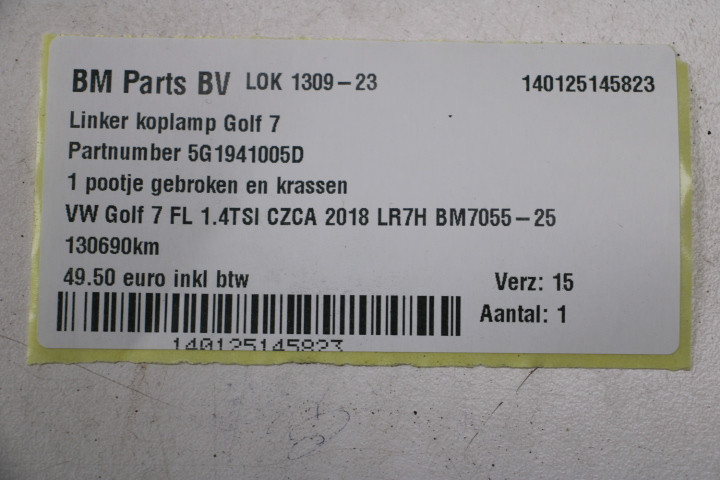 BM Parts BV LOK 1309-23 140125145823
Linker koplamp Golf 7
Partnumber 5G1941005D
1 pootje gebroken en krassen
VW Golf 7 FL 1.4TSI CZCA 2018 LR7H BM7055-25
130690km
49.50 euro inkl btw Verz: 15
Aantal: 1
140125145823